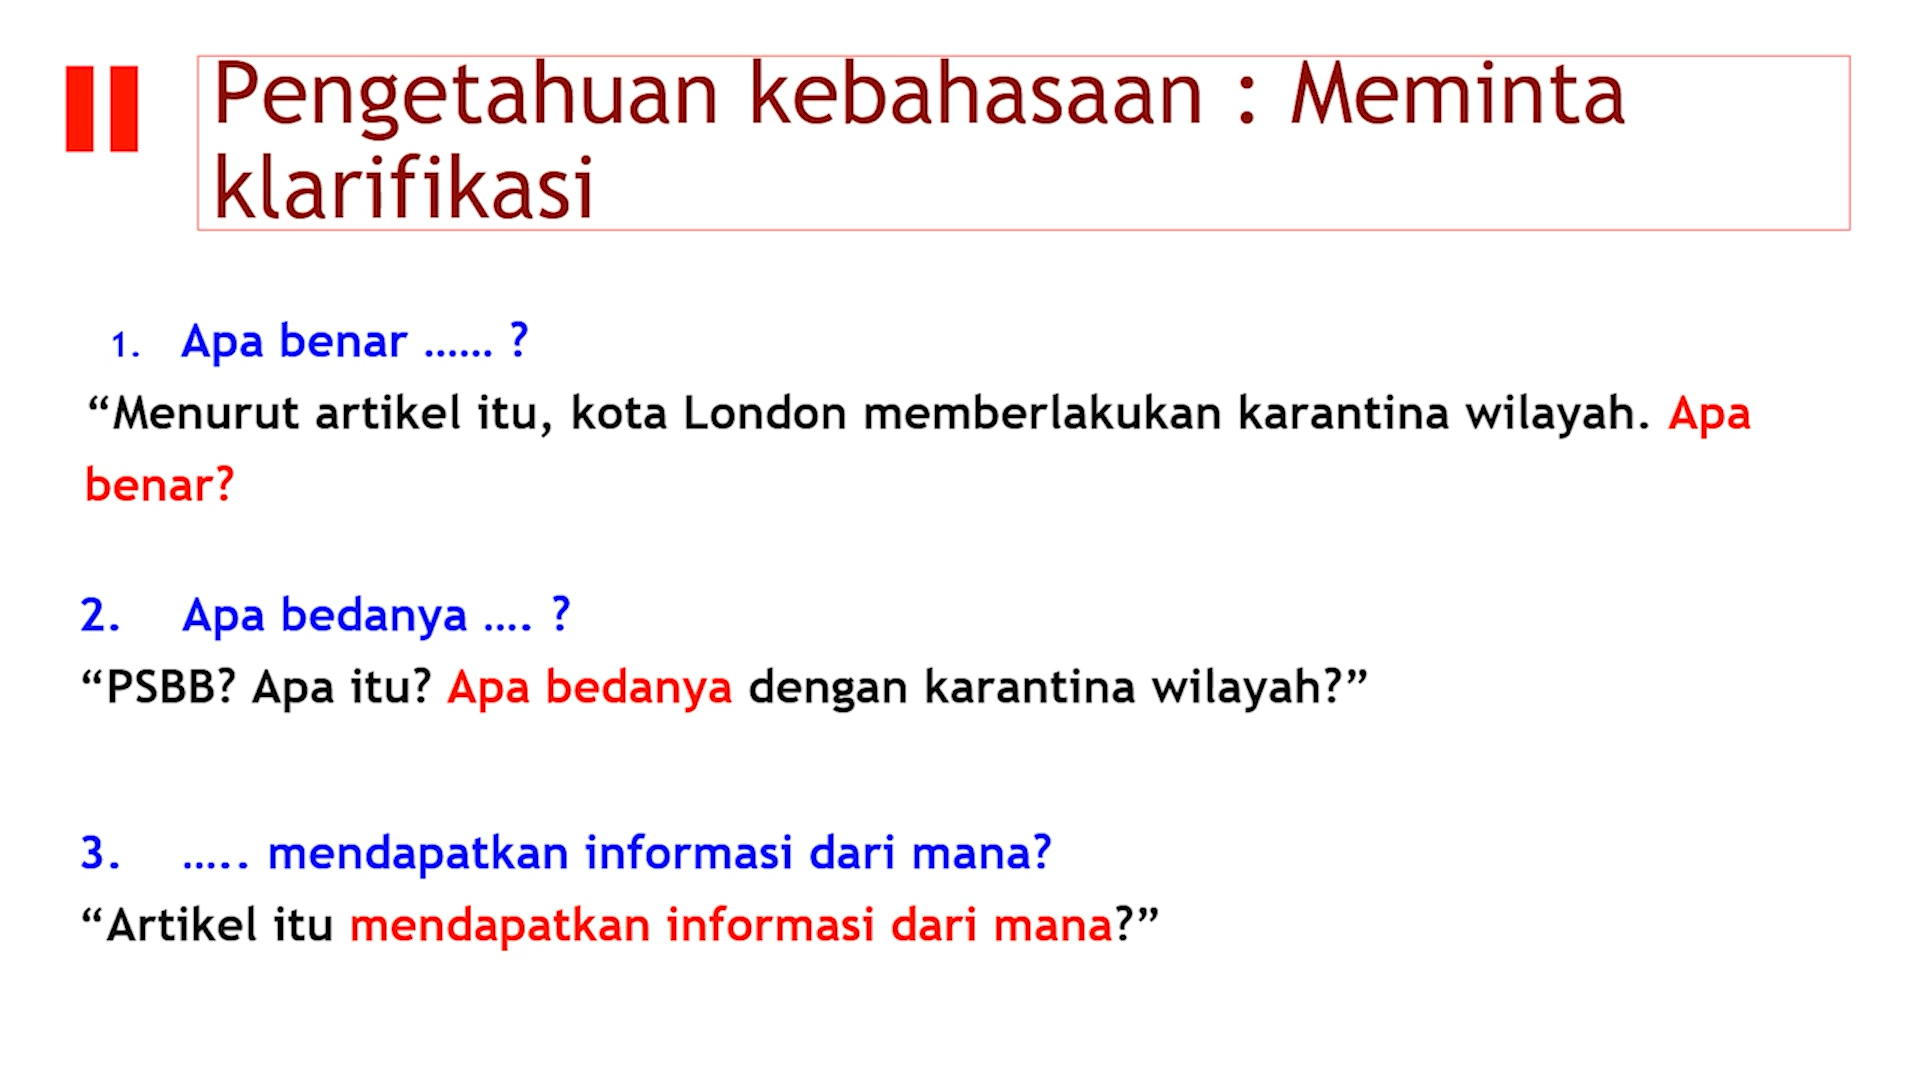 Pengetahuan kebahasaan : Meminta
klarifikasi
1. Apa benar ...... ?
“Menurut artikel itu, kota London memberlakukan karantina wilayah. Apa
benar?
2. Apa bedanya .... ?
“PSBB? Apa itu? Apa bedanya dengan karantina wilayah?”
3. ..... mendapatkan informasi dari mana?
“Artikel itu mendapatkan informasi dari mana?”